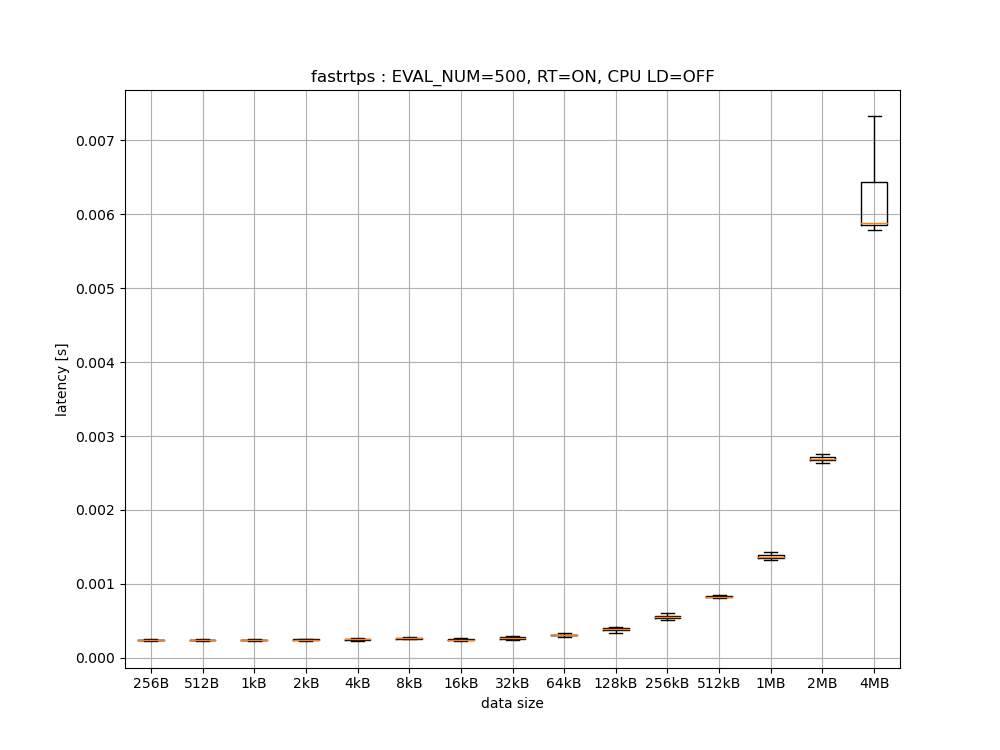 fastrtps : EVAL_NUM=500, RT=ON, CPU LD=OFF
0.007
0.006
0.005
0.004
0.003
0.002
0.001
0.000
latency [s]
256B 512B 1kB 2kB 4kB 8kB 16kB 32kB 64kB 128kB 256kB 512kB 1MB 2MB 4MB
data size